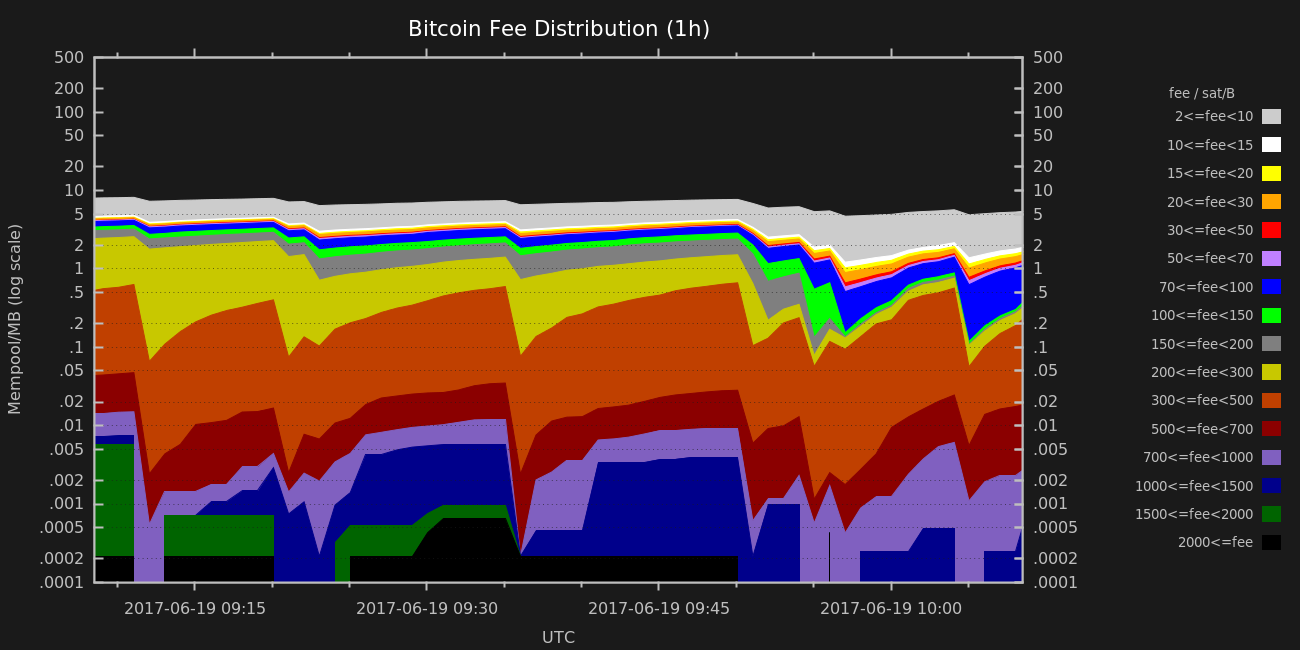 Bitcoin Fee Distribution (1h)
500 500
200 200
100 100
50 50
20 20
10 10
5 5
2 2
1 1
.5 .5
.2 .2
.1 .1
.05 .05
.02 .02
.01 .01
.005 .005
.002 .002
.001 .001
.0005 .0005
.0002 .0002
.0001 .0001
Mempool/MB (log scale)
2017-06-19 09:15 2017-06-19 09:30 2017-06-19 09:45 2017-06-19 10:00
UTC
fee / sat/B
2<=fee<10
10<=fee<15
15<=fee<20
20<=fee<30
30<=fee<50
50<=fee<70
70<=fee<100
100<=fee<150
150<=fee<200
200<=fee<300
300<=fee<500
500<=fee<700
700<=fee<1000
1000<=fee<1500
1500<=fee<2000
2000<=fee